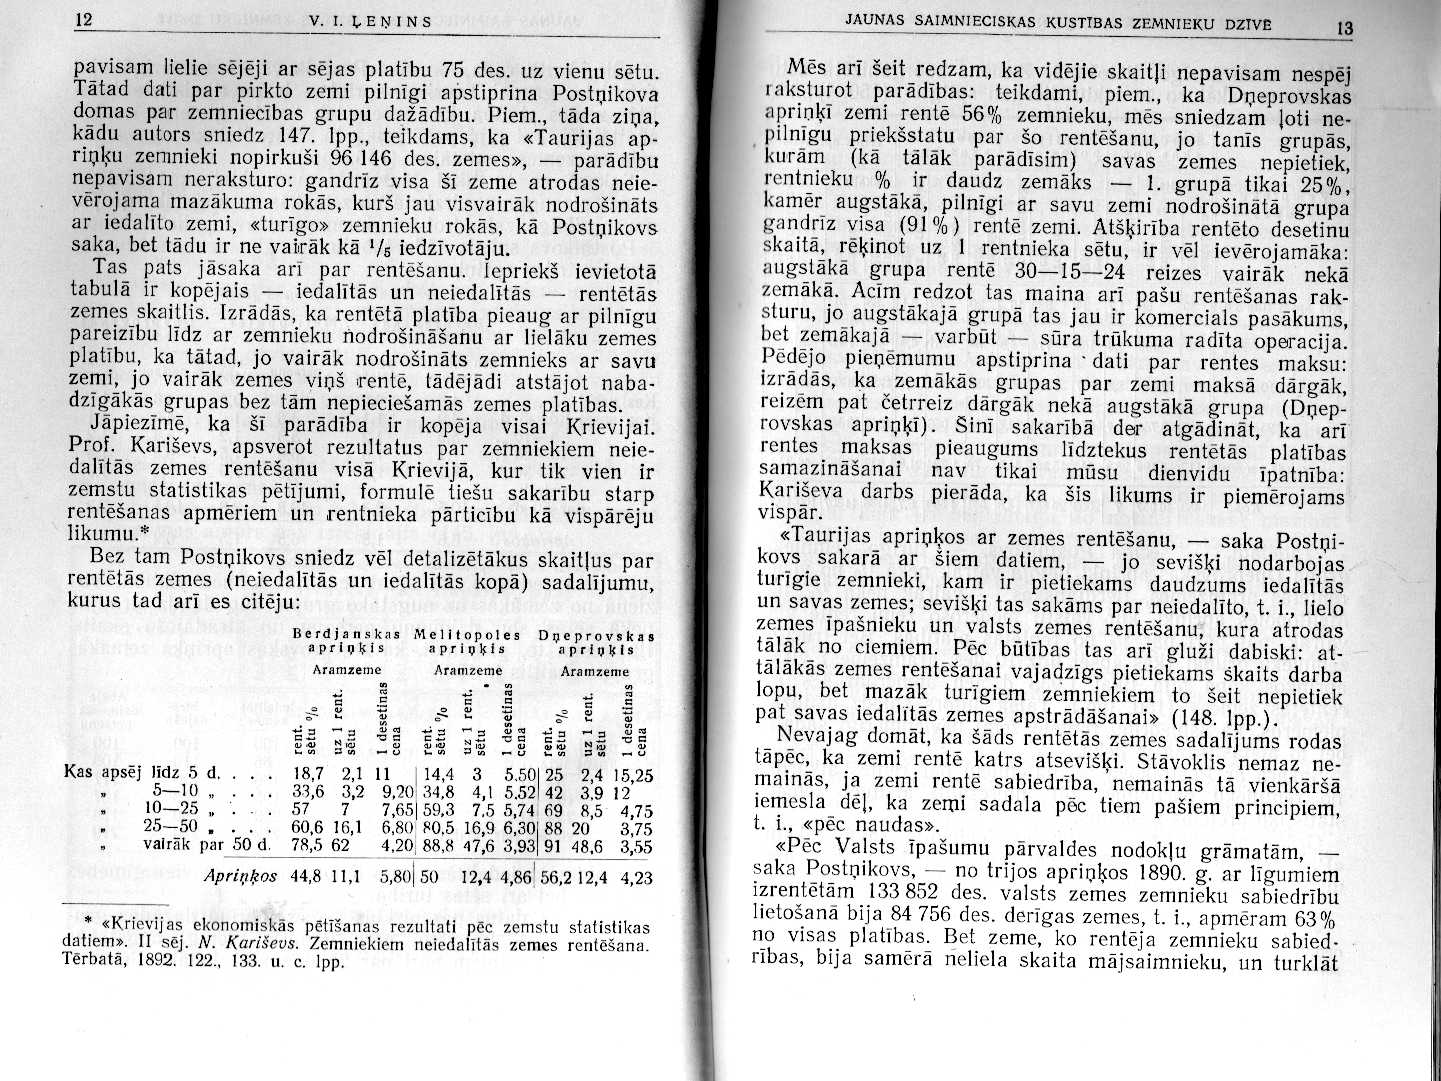 12 V. I. ĻEŅINS
pavisam lielie sējēji ar sējas platību 75 des. uz vienu sētu.
Tātad dati par pirkto zemi pilnīgi apstiprina Postņikova
domas par zemniecības grupu dažādību. Piem., tāda ziņa,
kādu autors sniedz 147. lpp., teikdams, ka «Taurijas ap-
riņķu zemnieki nopirkuši 96 146 des. zemes», — parādību
nepavisam neraksturo: gandrīz visa šī zeme atrodas neie-
vērojama mazākuma rokās, kurš jau visvairāk nodrošināts
ar iedalīto zemi, «turīgo» zemnieku rokās, kā Postņikovs
saka, bet tādu ir ne vairāk kā 1/5 iedzīvotāju.
Tas pats jāsaka arī par rentēšanu. Iepriekš ievietotā
tabulā ir kopējais — iedalītās un neiedalītās — rentētās
zemes skaitlis. Izrādās, ka rentētā platība pieaug ar pilnīgu
pareizību līdz ar zemnieku nodrošināšanu ar lielāku zemes
platību, ka tātad, jo vairāk nodrošināts zemnieks ar savu
zemi, jo vairāk zemes viņš rentē, tādējādi atstājot naba-
dzīgākās grupas bez tām nepieciešamās zemes platības.
Jāpiezīmē, ka šī parādība ir kopēja visai Krievijai.
Prof. Kariševs, apsverot rezultatus par zemniekiem neie-
dalītās zemes rentēšanu visā Krievijā, kur tik vien ir
zemstu statistikas pētījumi, formulē tiešu sakarību starp
rentēšanas apmēriem un rentnieka pārticību kā vispārēju
likumu.*
Bez tam Postņikovs sniedz vēl detalizētākus skaitļus par
rentētās zemes (neiedalītās un iedalītās kopā) sadalījumu,
kurus tad arī es citēju:
Berdjanskas Melitopoles Dņeprovskas
apriņķis apriņķis apriņķis
Aramzeme Aramzeme Aramzeme
rent. sētu % uz 1 rent. sētu 1 desetinas cena rent. sētu % uz 1 rent. sētu 1 desetinas cena rent. sētu % uz 1 rent. sētu 1 desetinas cena
Kas apsēj līdz 5 d. . . . 18,7 2,1 11 14,4 3 5.50 25 2,4 15,25
„ 5—10 „ . . . 33,6 3,2 9,20 34,8 4,1 5.52 42 3,9 12
„ 10—25 „ . . . 57 7 7,65 59,3 7,5 5,74 69 8,5 4,75
„ 25—50 „ . . . 60,6 16,1 6,80 80,5 16,9 6,30 88 20 3,75
„ vairāk par 50 d. 78,5 62 4,20 88,8 47,6 3,93 91 48,6 3,55
Apriņķos 44,8 11,1 5,80 50 12,4 4,86 56,2 12,4 4,23
* «Krievijas ekonomiskās pētīšanas rezultati pēc zemstu statistikas
datiem». II sēj. N. Kariševs. Zemniekiem neiedalītās zemes rentēšana.
Tērbatā, 1892. 122., 133. u. c. lpp.
JAUNAS SAIMNIECISKAS KUSTĪBAS ZEMNIEKU DZĪVĒ 13
Mēs arī šeit redzam, ka vidējie skaitļi nepavisam nespēj
raksturot parādības: teikdami, piem., ka Dņeprovskas
apriņķī zemi rentē 56% zemnieku, mēs sniedzam ļoti ne-
pilnīgu priekšstatu par šo rentēšanu, jo tanīs grupās,
kurām (kā tālāk parādīsim) savas zemes nepietiek,
rentnieku % ir daudz zemāks — 1. grupā tikai 25%,
kamēr augstākā, pilnīgi ar savu zemi nodrošinātā grupa
gandrīz visa (91%) rentē zemi. Atšķirība rentēto desetinu
skaitā, rēķinot uz 1 rentnieka sētu, ir vēl ievērojamāka:
augstākā grupa rentē 30—15—24 reizes vairāk nekā
zemākā. Acīm redzot tas maina arī pašu rentēšanas rak-
sturu, jo augstākajā grupā tas jau ir komercials pasākums,
bet zemākajā — varbūt — sūra trūkuma radīta operacija.
Pēdējo pieņēmumu apstiprina dati par rentes maksu:
izrādās, ka zemākās grupas par zemi maksā dārgāk,
reizēm pat četrreiz dārgāk nekā augstākā grupa (Dņep-
rovskas apriņķī). Šinī sakarībā der atgādināt, ka arī
rentes maksas pieaugums līdztekus rentētās platības
samazināšanai nav tikai mūsu dienvidu īpatnība:
Kariševa darbs pierāda, ka šis likums ir piemērojams
vispār.
«Taurijas apriņķos ar zemes rentēšanu, — saka Postņi-
kovs sakarā ar šiem datiem, — jo sevišķi nodarbojas
turīgie zemnieki, kam ir pietiekams daudzums iedalītās
un savas zemes; sevišķi tas sakāms par neiedalīto, t. i., lielo
zemes īpašnieku un valsts zemes rentēšanu, kura atrodas
tālāk no ciemiem. Pēc būtības tas arī gluži dabiski: at-
tālākās zemes rentēšanai vajadzīgs pietiekams skaits darba
lopu, bet mazāk turīgiem zemniekiem to šeit nepietiek
pat savas iedalītās zemes apstrādāšanai» (148. lpp.).
Nevajag domāt, ka šāds rentētās zemes sadalījums rodas
tāpēc, ka zemi rentē katrs atsevišķi. Stāvoklis nemaz ne-
mainās, ja zemi rentē sabiedrība, nemainās tā vienkāršā
iemesla dēļ, ka zemi sadala pēc tiem pašiem principiem,
t. i., «pēc naudas».
«Pēc Valsts īpašumu pārvaldes nodokļu grāmatām, —
saka Postņikovs, — no trijos apriņķos 1890. g. ar līgumiem
izrentētām 133 852 des. valsts zemes zemnieku sabiedrību
lietošanā bija 84 756 des. derīgas zemes, t. i., apmēram 63%
no visas platības. Bet zeme, ko rentēja zemnieku sabied-
rības, bija samērā neliela skaita mājsaimnieku, un turklāt